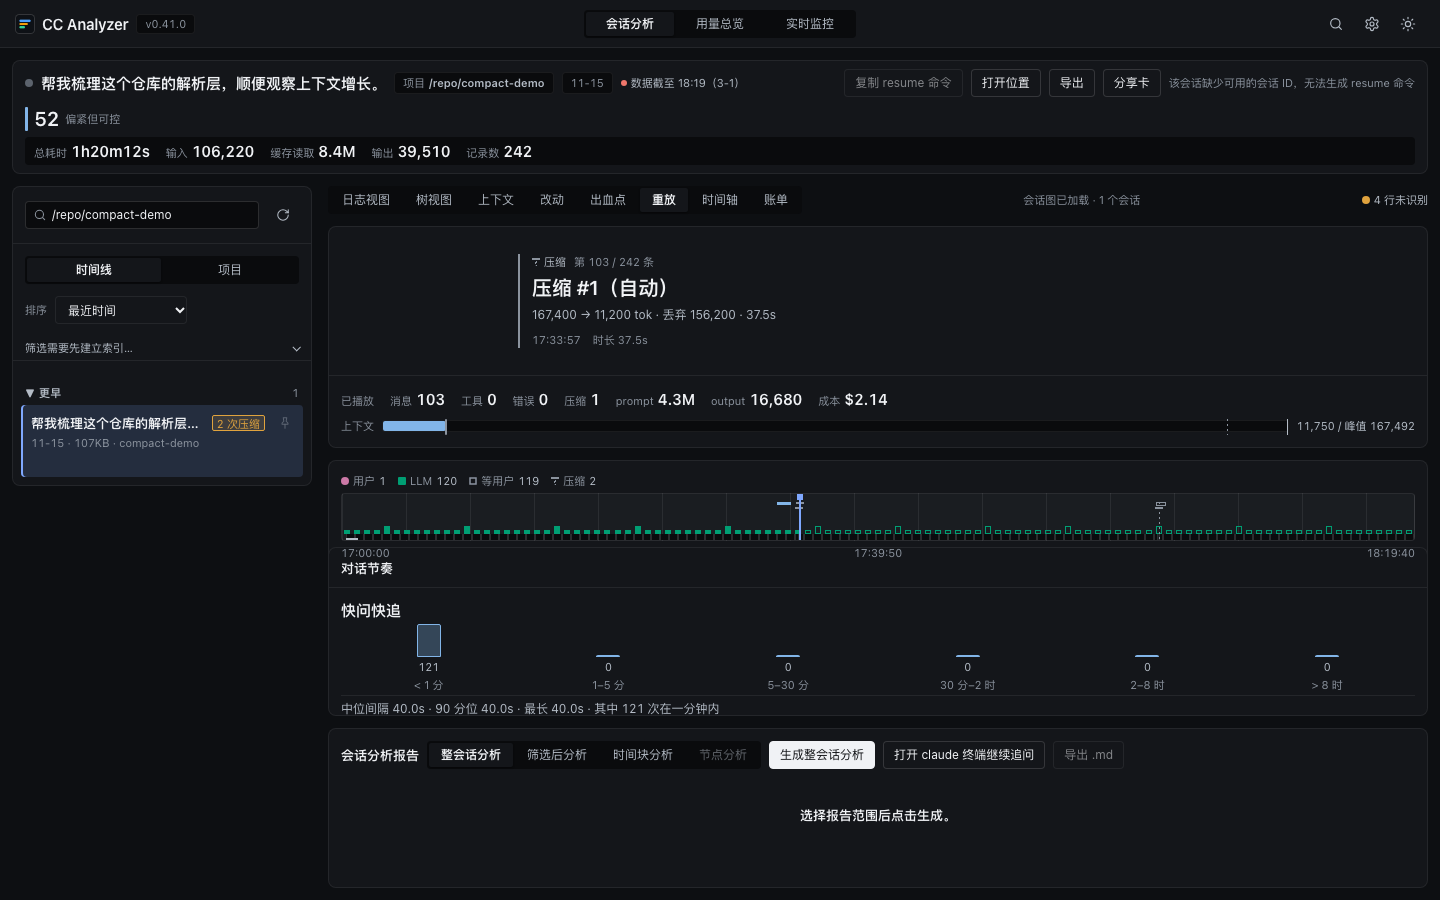 CC Analyzer v0.41.0 会话分析 用量总览 实时监控
帮我梳理这个仓库的解析层，顺便观察上下文增长。 项目 /repo/compact-demo 11-15 数据截至 18:19 (3-1) 复制 resume 命令 打开位置 导出 分享卡 该会话缺少可用的会话 ID，无法生成 resume 命令
52 偏紧但可控
总耗时 1h20m12s 输入 106,220 缓存读取 8.4M 输出 39,510 记录数 242
/repo/compact-demo
时间线 项目
排序 最近时间
筛选需要先建立索引...
▼ 更早 1
帮我梳理这个仓库的解析层... 2 次压缩
11-15 · 107KB · compact-demo
日志视图 树视图 上下文 改动 出血点 重放 时间轴 账单 会话图已加载 · 1 个会话 4 行未识别
压缩 第 103 / 242 条
压缩 #1（自动）
167,400 → 11,200 tok · 丢弃 156,200 · 37.5s
17:33:57 时长 37.5s
已播放 消息 103 工具 0 错误 0 压缩 1 prompt 4.3M output 16,680 成本 $2.14
上下文 11,750 / 峰值 167,492
用户 1 LLM 120 等用户 119 压缩 2
17:00:00 17:39:50 18:19:40
对话节奏
快问快追
121 0 0 0 0 0
< 1 分 1–5 分 5–30 分 30 分–2 时 2–8 时 > 8 时
中位间隔 40.0s · 90 分位 40.0s · 最长 40.0s · 其中 121 次在一分钟内
会话分析报告 整会话分析 筛选后分析 时间块分析 节点分析 生成整会话分析 打开 claude 终端继续追问 导出 .md
选择报告范围后点击生成。